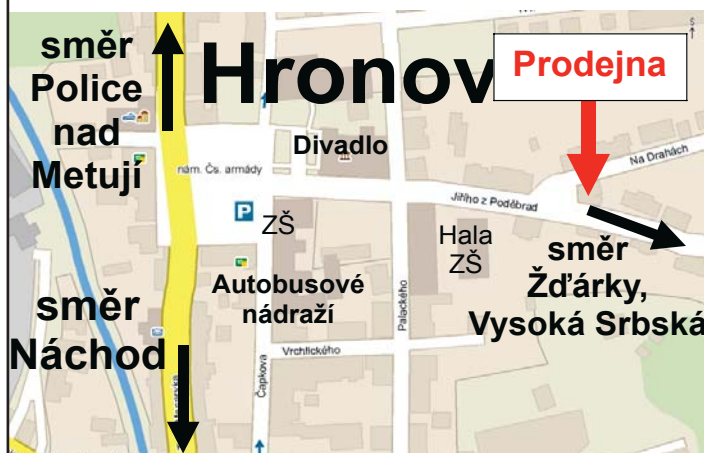 směr
Police
nad
Metují
Hronov
Prodejna
S
Divadlo
Na Drahách
nám. Čs. armády
Jiřího z Poděbrad
P
ZŠ
Hala
ZŠ
směr
Žďárky,
Vysoká Srbská
Autobusové
nádraží
směr
Náchod
Palackého
Vrchlického
Čapkova